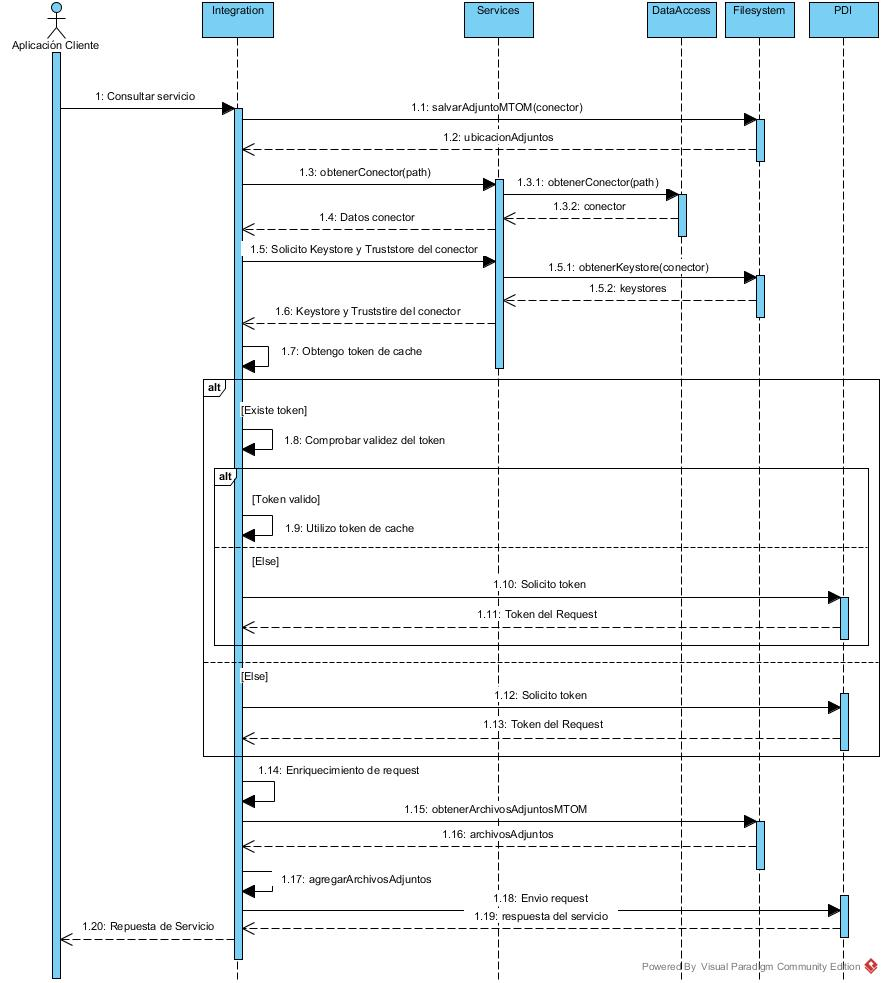 Integration
Services
DataAccess
Filesystem
PDI
Aplicación Cliente
1: Consultar servicio
1.1: salvarAdjuntoMTOM(conector)
1.2: ubicacionAdjuntos
1.3: obtenerConector(path)
1.3.1: obtenerConector(path)
1.3.2: conector
1.4: Datos conector
1.5: Solicito Keystore y Truststore del conector
1.5.1: obtenerKeystore(conector)
1.5.2: keystores
1.6: Keystore y Truststire del conector
1.7: Obtengo token de cache
alt
[Existe token]
1.8: Comprobar validez del token
alt
[Token valido]
1.9: Utilizo token de cache
[Else]
1.10: Solicito token
1.11: Token del Request
[Else]
1.12: Solicito token
1.13: Token del Request
1.14: Enriquecimiento de request
1.15: obtenerArchivosAdjuntosMTOM
1.16: archivosAdjuntos
1.17: agregarArchivosAdjuntos
1.18: Envio request
1.19: respuesta del servicio
1.20: Repuesta de Servicio
Powered By Visual Paradigm Community Edition